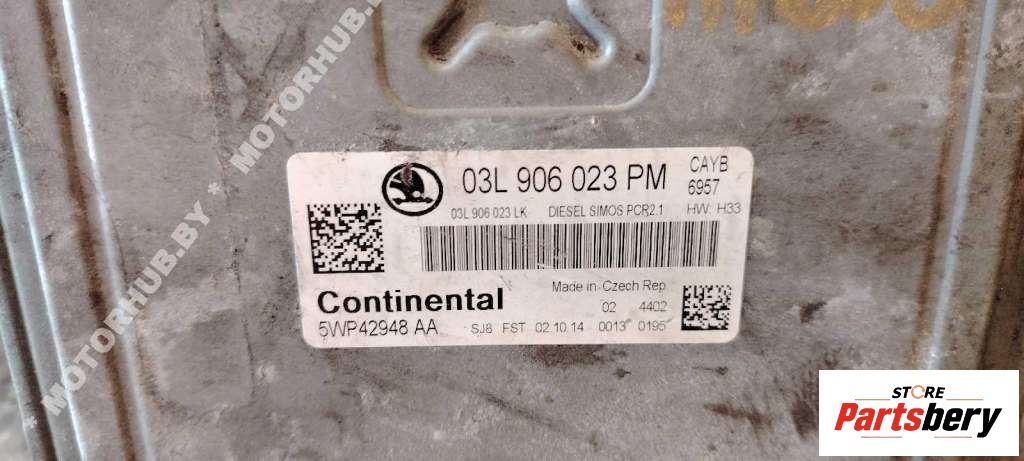 MOTORHUB.BY * MOTORHUB.BY
03L 906 023 PM
CAYB
6957
03L 906 023 LK DIESEL SIMOS PCR2.1 HW: H33
Continental
Made in Czech Rep.
02 4402
5WP42948 AA SJ8 FST 02.10.14 0013 0195
STORE
Partsbery